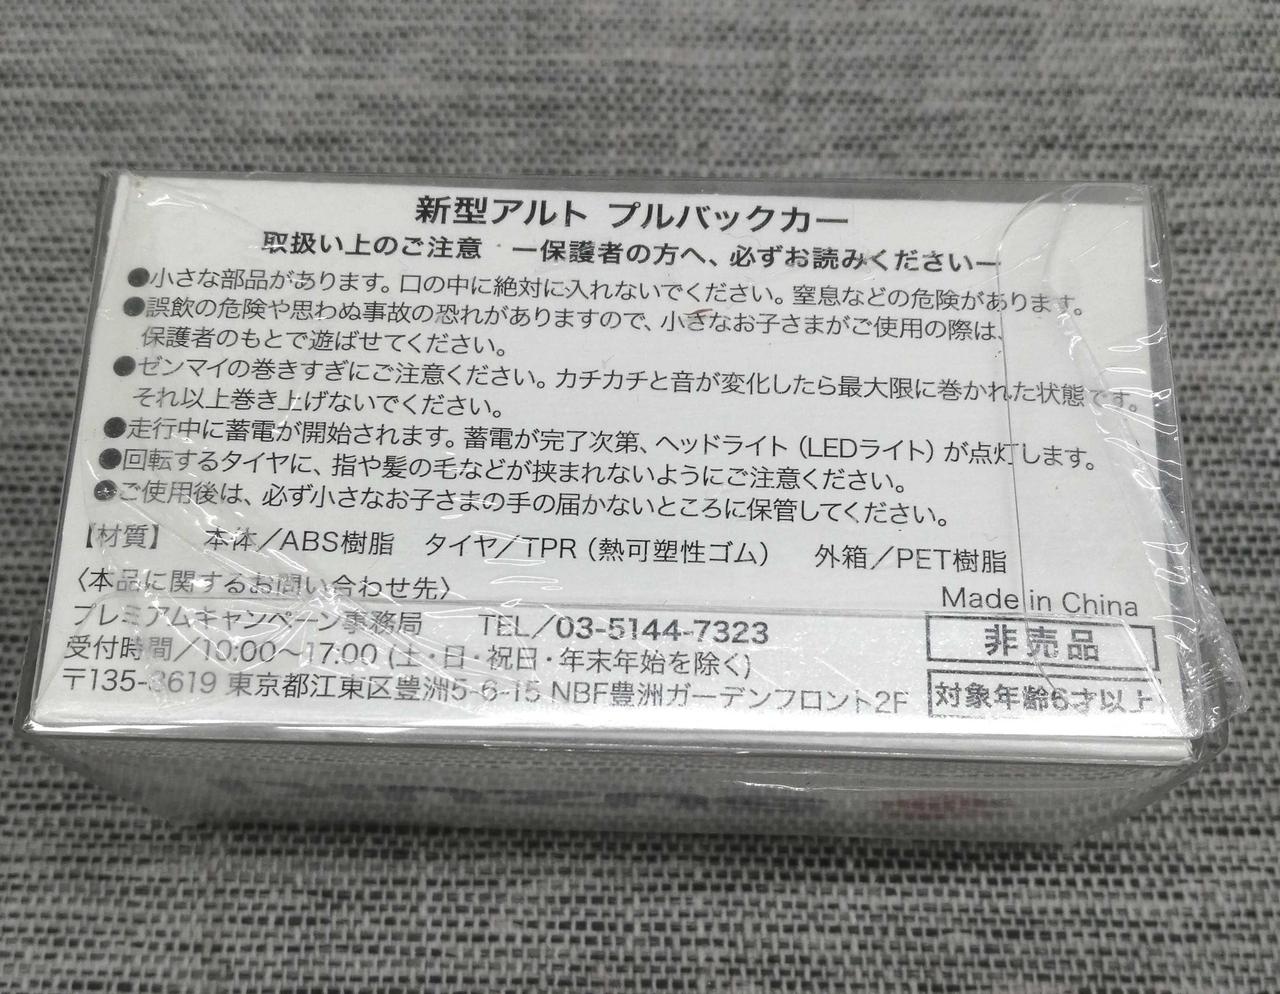 新型アルト プルバックカー
取扱い上のご注意 ー保護者の方へ、必ずお読みくださいー
●小さな部品があります。口の中に絶対に入れないでください。窒息などの危険があります。
●誤飲の危険や思わぬ事故の恐れがありますので、小さなお子さまがご使用の際は、
保護者のもとで遊ばせてください。
●ゼンマイの巻きすぎにご注意ください。カチカチと音が変化したら最大限に巻かれた状態です。
それ以上巻き上げないでください。
●走行中に蓄電が開始されます。蓄電が完了次第、ヘッドライト（LEDライト）が点灯します。
●回転するタイヤに、指や髪の毛などが挟まれないようにご注意ください。
●ご使用後は、必ず小さなお子さまの手の届かないところに保管してください。
【材質】 本体／ABS樹脂 タイヤ／TPR（熱可塑性ゴム） 外箱／PET樹脂
〈本品に関するお問い合わせ先〉
Made in China
プレミアムキャンペーン事務局 TEL／03-5144-7323
非売品
受付時間／10:00～17:00 (土・日・祝日・年末年始を除く)
〒135-8619 東京都江東区豊洲5-6-15 NBF豊洲ガーデンフロント2F
対象年齢6才以上